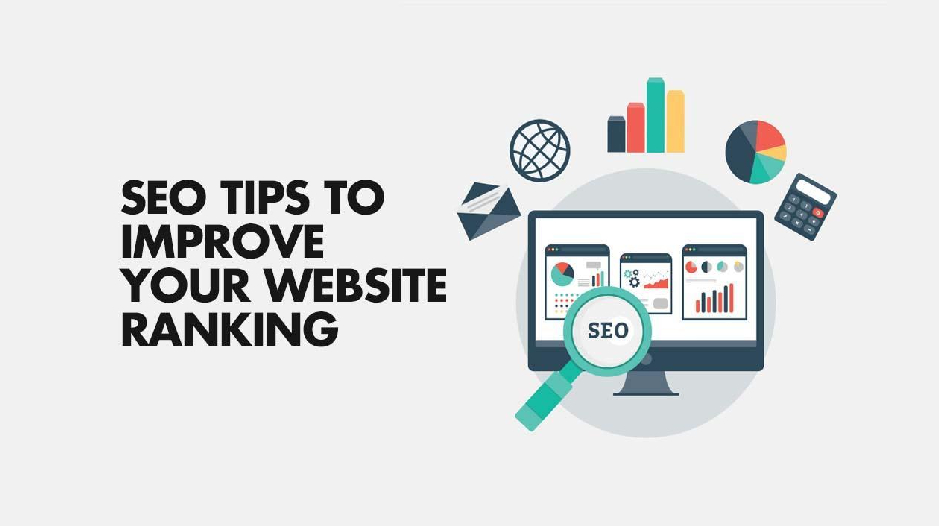 SEO TIPS TO
IMPROVE
YOUR WEBSITE
RANKING
SEO